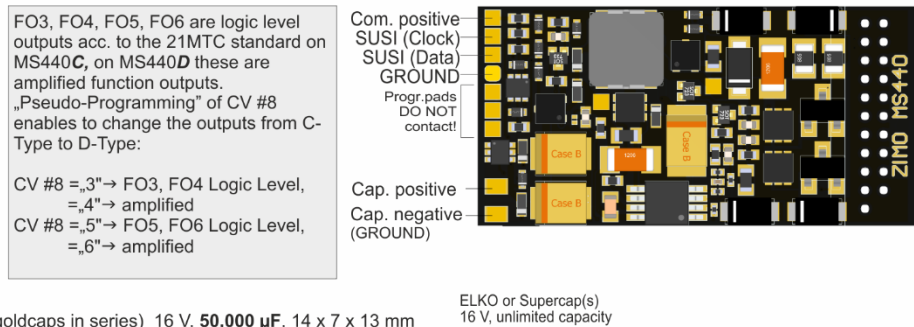 FO3, FO4, FO5, FO6 are logic level
outputs acc. to the 21MTC standard on
MS440C, on MS440D these are
amplified function outputs.
„Pseudo-Programming" of CV #8
enables to change the outputs from C-
Type to D-Type:
CV #8 =„3"→ FO3, FO4 Logic Level,
=„4"→ amplified
CV #8 =„5"→ FO5, FO6 Logic Level,
=„6"→ amplified
Com. positive
SUSI (Clock)
SUSI (Data)
GROUND
Progr.pads
DO NOT
contact!
Cap. positive
Cap. negative
(GROUND)
Case B
Case B
Case B
ZIMO MS440
ELKO or Supercap(s)
16 V, unlimited capacity
goldcaps in series) 16 V, 50.000 µF, 14 x 7 x 13 mm